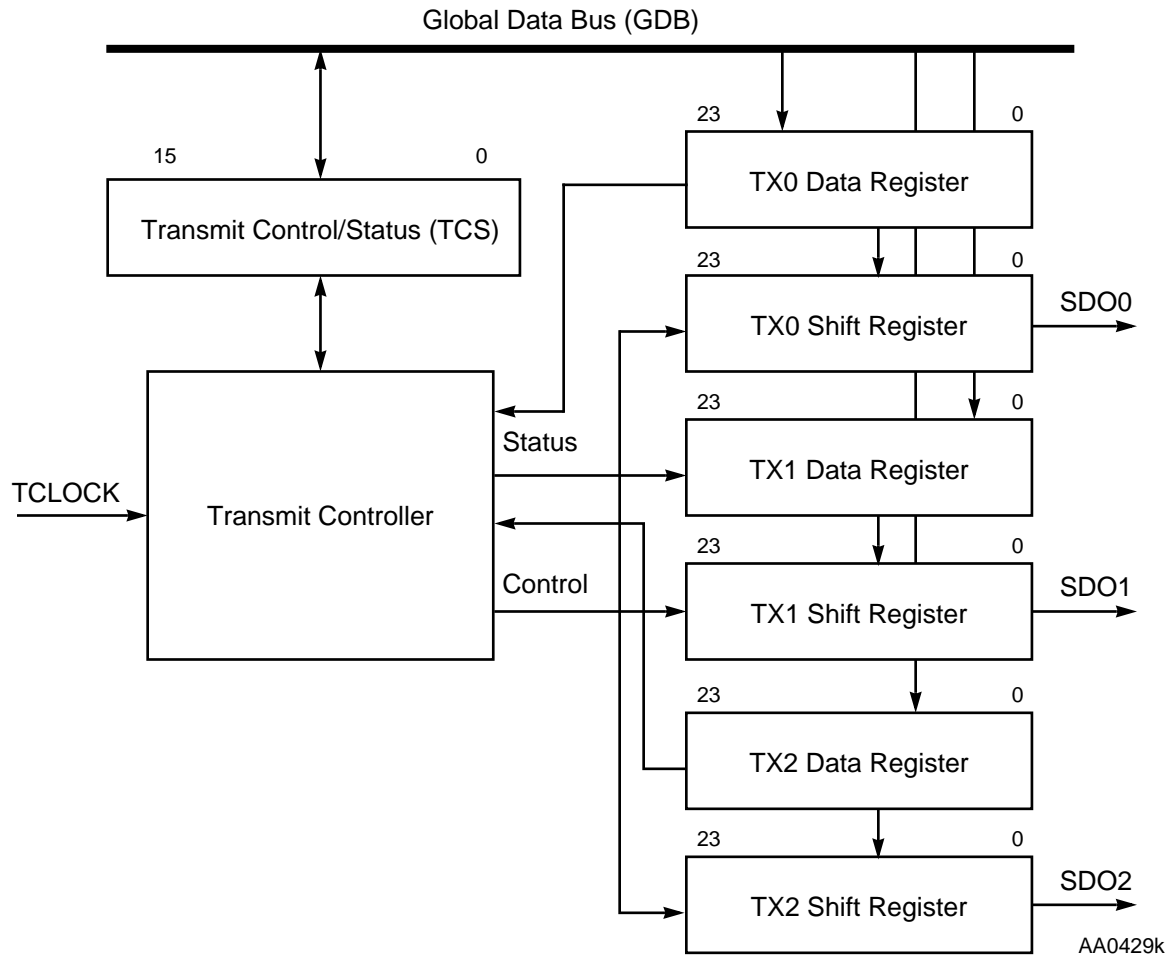 Global Data Bus (GDB)
23 0
TX0 Data Register
15 0
Transmit Control/Status (TCS)
23 0
TX0 Shift Register
SDO0
23 0
TX1 Data Register
Status
TCLOCK
Transmit Controller
23 0
TX1 Shift Register
SDO1
Control
23 0
TX2 Data Register
23 0
TX2 Shift Register
SDO2
AA0429k